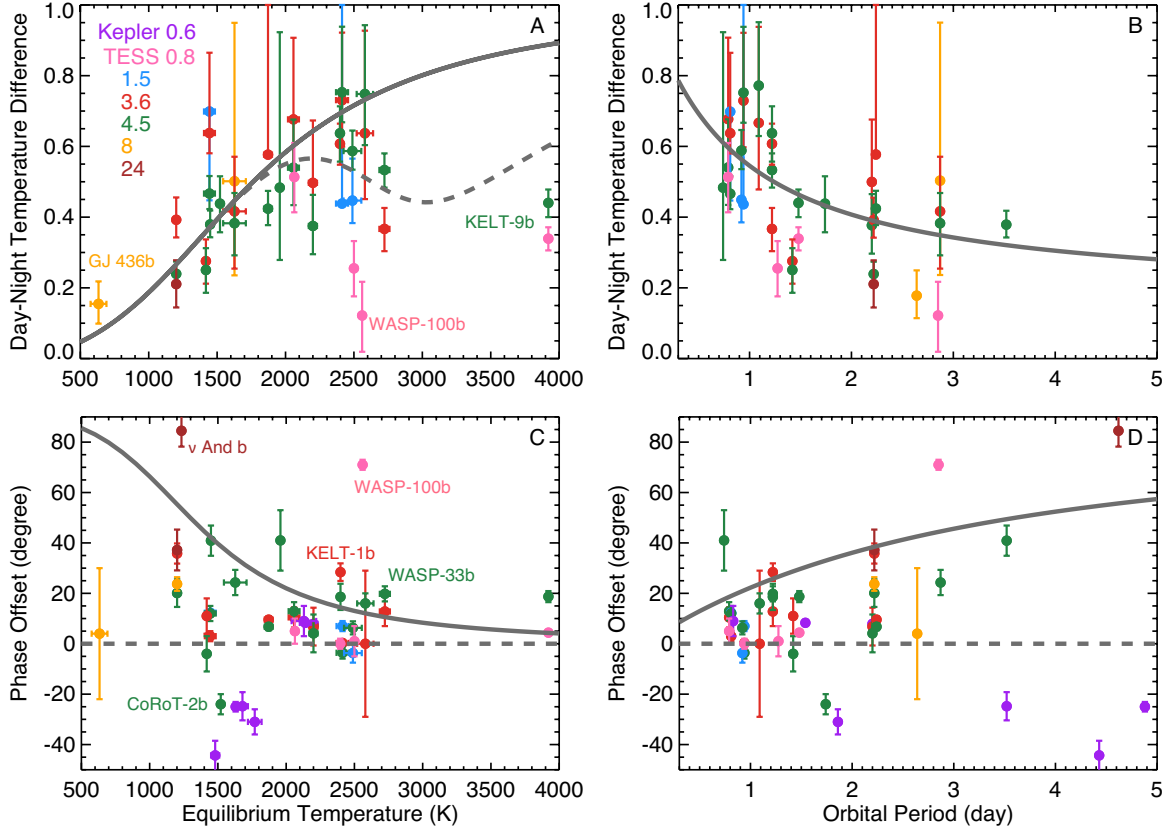 A
B
Kepler 0.6
TESS 0.8
1.5
3.6
4.5
8
24
GJ 436b
KELT-9b
WASP-100b
Day-Night Temperature Difference
1.0
0.8
0.6
0.4
0.2
0.0
500 1000 1500 2000 2500 3000 3500 4000
Day-Night Temperature Difference
1.0
0.8
0.6
0.4
0.2
0.0
1 2 3 4 5
C
ν And b
WASP-100b
KELT-1b
WASP-33b
CoRoT-2b
Phase Offset (degree)
80
60
40
20
0
-20
-40
500 1000 1500 2000 2500 3000 3500 4000
Equilibrium Temperature (K)
D
Phase Offset (degree)
80
60
40
20
0
-20
-40
1 2 3 4 5
Orbital Period (day)